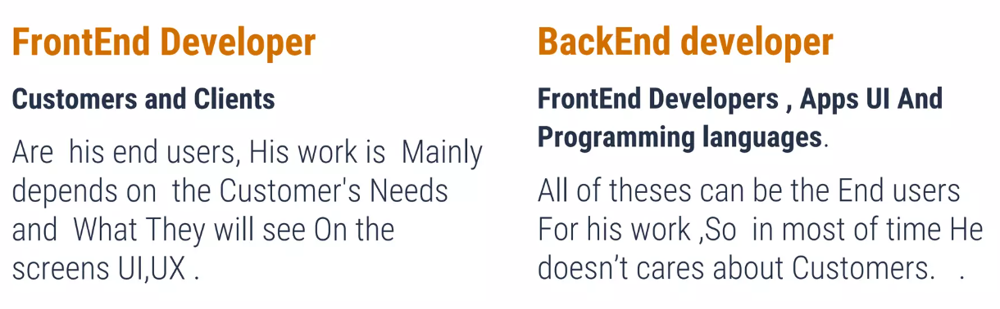 FrontEnd Developer
Customers and Clients
Are his end users, His work is Mainly
depends on the Customer's Needs
and What They will see On the
screens UI,UX .
BackEnd developer
FrontEnd Developers , Apps UI And
Programming languages.
All of theses can be the End users
For his work ,So in most of time He
doesn’t cares about Customers. .